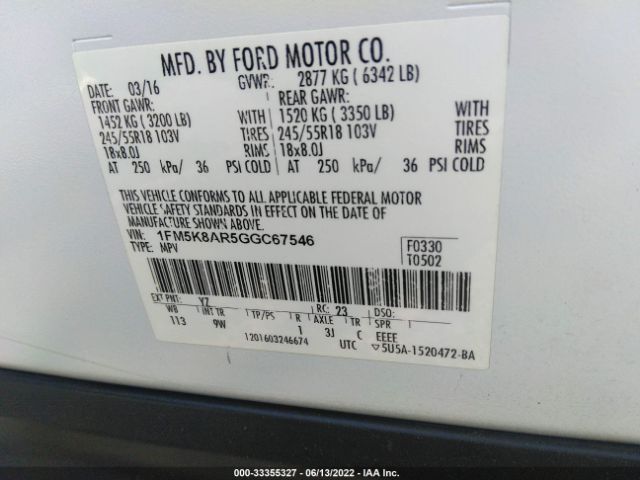 MFD. BY FORD MOTOR CO.
DATE: 03/16 GVWR: 2877 KG ( 6342 LB)
FRONT GAWR: REAR GAWR:
1452 KG ( 3200 LB) WITH 1520 KG ( 3350 LB) WITH
245/55R18 103V TIRES 245/55R18 103V TIRES
18x8.0J RIMS 18x8.0J RIMS
AT 250 kPa/ 36 PSI COLD AT 250 kPa/ 36 PSI COLD
THIS VEHICLE CONFORMS TO ALL APPLICABLE FEDERAL MOTOR
VEHICLE SAFETY STANDARDS IN EFFECT ON THE DATE OF
MANUFACTURE SHOWN ABOVE.
VIN: 1FM5K8AR5GGC67546 F0330
TYPE: MPV T0502
EXT PNT: YZ RC: 23 DSO:
WB INT TR TP/PS R AXLE TR SPR
113 9W 1 3J C EEEE
1201603246674 UTC ▽5U5A-1520472-BA
000-33355327 - 06/13/2022 - IAA Inc.